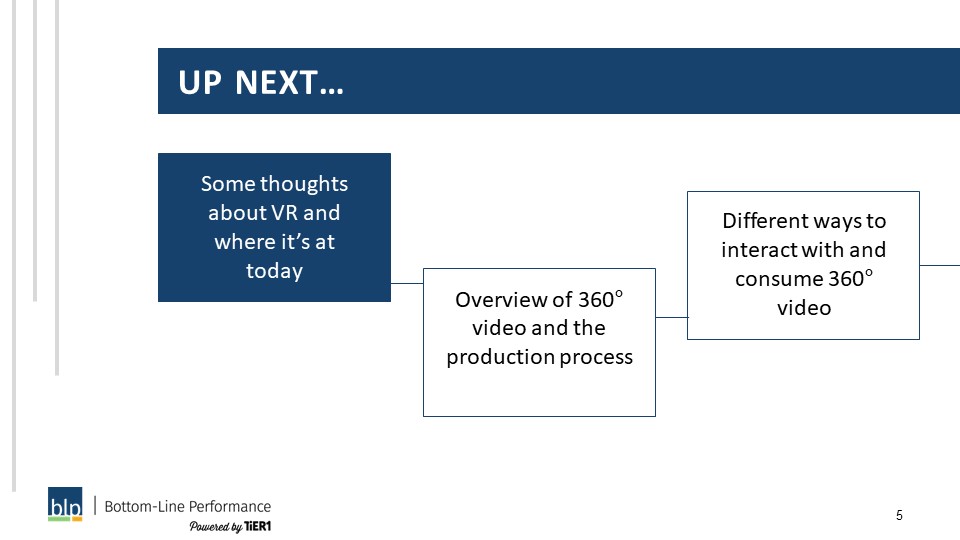 UP NEXT…
Some thoughts
about VR and
where it’s at
today
Overview of 360°
video and the
production process
Different ways to
interact with and
consume 360°
video
blp | Bottom-Line Performance
Powered by TiER1
5